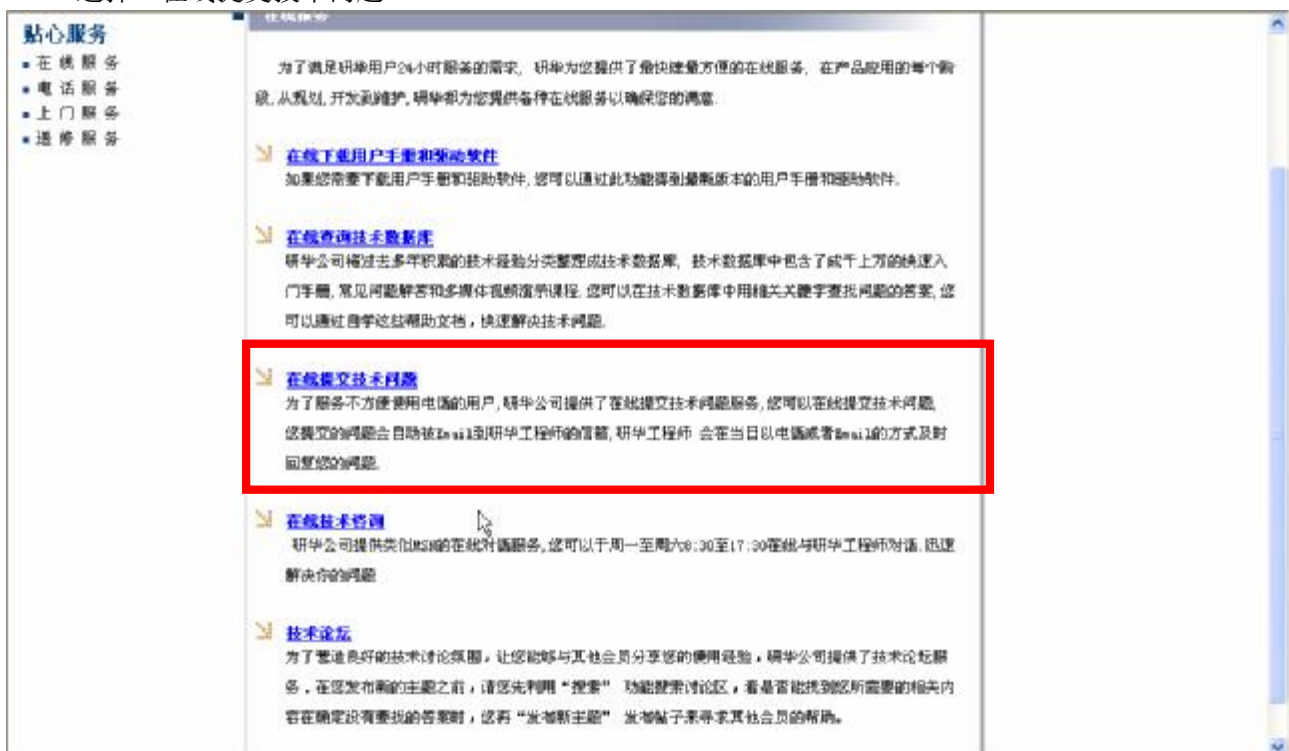 贴心服务
在线服务
电话服务
上门服务
送修服务
在线服务
为了满足研华用户24小时服务的需求, 研华为您提供了最快捷最方便的在线服务, 在产品应用的每个阶
段, 从规划, 开发到维护, 研华都为您提供各种在线服务以确保您的满意.
在线下载用户手册和驱动软件
如果您需要下载用户手册和驱动软件, 您可以通过此功能得到最新版本的用户手册和驱动软件.
在线查询技术数据库
研华公司将过去多年积累的技术经验分类整理成技术数据库, 技术数据库中包含了成千上万的快速入
门手册, 常见问题解答和多媒体视频演示课程. 您可以在技术数据库中用相关关键字查找问题的答案, 您
可以通过自学这些帮助文档，快速解决技术问题.
在线提交技术问题
为了服务不方便使用电话的用户, 研华公司提供了在线提交技术问题服务, 您可以在线提交技术问题,
您提交的问题会自动被Email到研华工程师的信箱, 研华工程师 会在当日以电话或者Email的方式及时
回复您的问题.
在线技术咨询
研华公司提供类似MSN的在线对话服务, 您可以于周一至周六8:30至17:30在线与研华工程师对话. 迅速
解决你的问题
技术论坛
为了营造良好的技术讨论氛围，让您能够与其他会员分享您的使用经验，研华公司提供了技术论坛服
务．在您发布新的主题之前，请您先利用“搜索” 功能搜索讨论区，看是否能找到您所需要的相关内
容在确定没有要找的答案时，您再“发布新主题” 发布帖子来寻求其他会员的帮助。